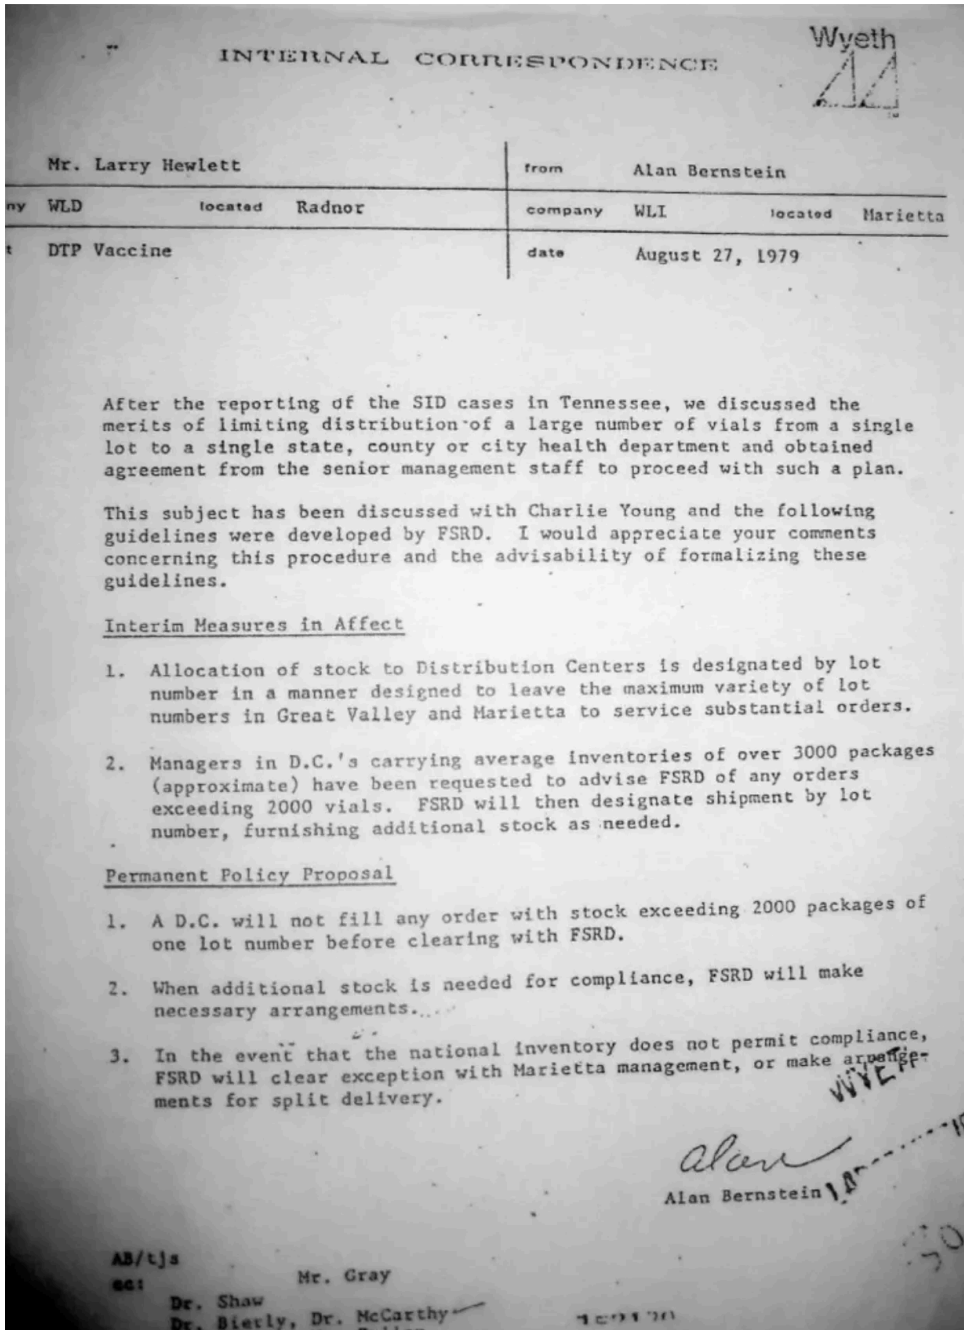 Wyeth
INTERNAL CORRESPONDENCE
Mr. Larry Hewlett from Alan Bernstein
ny WLD located Radnor company WLI located Marietta
t DTP Vaccine date August 27, 1979
After the reporting of the SID cases in Tennessee, we discussed the
merits of limiting distribution of a large number of vials from a single
lot to a single state, county or city health department and obtained
agreement from the senior management staff to proceed with such a plan.
This subject has been discussed with Charlie Young and the following
guidelines were developed by FSRD. I would appreciate your comments
concerning this procedure and the advisability of formalizing these
guidelines.
Interim Measures in Affect
1. Allocation of stock to Distribution Centers is designated by lot
number in a manner designed to leave the maximum variety of lot
numbers in Great Valley and Marietta to service substantial orders.
2. Managers in D.C.'s carrying average inventories of over 3000 packages
(approximate) have been requested to advise FSRD of any orders
exceeding 2000 vials. FSRD will then designate shipment by lot
number, furnishing additional stock as needed.
Permanent Policy Proposal
1. A D.C. will not fill any order with stock exceeding 2000 packages of
one lot number before clearing with FSRD.
2. When additional stock is needed for compliance, FSRD will make
necessary arrangements.
3. In the event that the national inventory does not permit compliance,
FSRD will clear exception with Marietta management, or make arrange-
ments for split delivery.
WYETH
Alan
Alan Bernstein
AB/tjs
cc: Mr. Gray
Dr. Shaw
Dr. Bierly, Dr. McCarthy